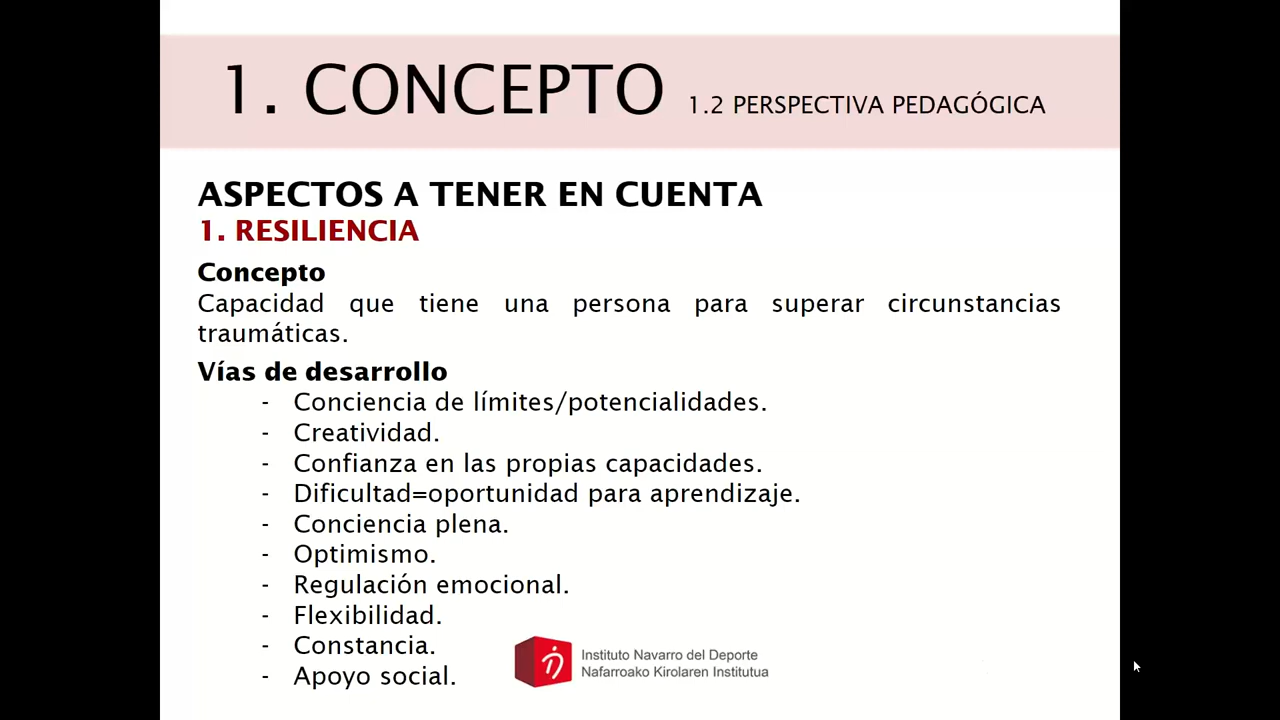 1. CONCEPTO 1.2 PERSPECTIVA PEDAGÓGICA
ASPECTOS A TENER EN CUENTA
1. RESILIENCIA
Concepto
Capacidad que tiene una persona para superar circunstancias
traumáticas.
Vías de desarrollo
- Conciencia de límites/potencialidades.
- Creatividad.
- Confianza en las propias capacidades.
- Dificultad=oportunidad para aprendizaje.
- Conciencia plena.
- Optimismo.
- Regulación emocional.
- Flexibilidad.
- Constancia.
- Apoyo social.
Instituto Navarro del Deporte
Nafarroako Kirolaren Institutua